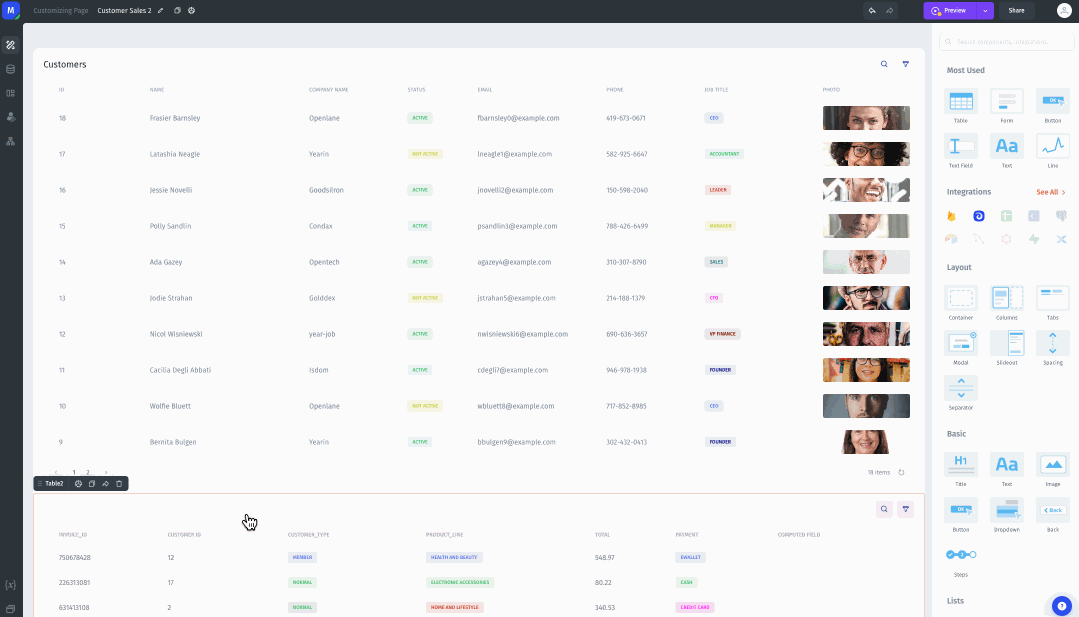 M Customizing Page Customer Sales 2 Preview Share
Search components, integrations...
Customers
ID NAME COMPANY NAME STATUS EMAIL PHONE JOB TITLE PHOTO
18 Frasier Barnsley Openlane ACTIVE fbarnsley0@example.com 419-673-0671 CEO
17 Latashia Neagle Yearin NOT ACTIVE lneagle1@example.com 582-925-6647 ACCOUNTANT
16 Jessie Novelli Goodsilron ACTIVE jnovelli2@example.com 150-598-2040 LEADER
15 Polly Sandlin Condax ACTIVE psandlin3@example.com 788-426-6499 MANAGER
14 Ada Gazey Opentech ACTIVE agazey4@example.com 310-307-8790 SALES
13 Jodie Strahan Golddex NOT ACTIVE jstrahan5@example.com 214-188-1379 CFO
12 Nicol Wisniewski year-job ACTIVE nwisniewski6@example.com 690-636-3657 VP FINANCE
11 Cacilia Degli Abbati Isdom ACTIVE cdegli7@example.com 946-978-1938 FOUNDER
10 Wolfie Bluett Openlane NOT ACTIVE wbluett8@example.com 717-852-8985 CEO
9 Bernita Bulgen Yearin ACTIVE bbulgen9@example.com 302-432-0413 FOUNDER
1 2 18 items
Table2
INVOICE_ID CUSTOMER ID CUSTOMER_TYPE PRODUCT_LINE TOTAL PAYMENT COMPUTED FIELD
750678428 12 MEMBER HEALTH AND BEAUTY 548.97 EWALLET
226313081 17 NORMAL ELECTRONIC ACCESSORIES 80.22 CASH
631413108 2 NORMAL HOME AND LIFESTYLE 340.53 CREDIT CARD
Most Used
OK
Table Form Button
Aa
Text Field Text Line
Integrations See All >
Layout
Container Columns Tabs
Modal Slideout Spacing
Separator
Basic
H1 Aa
Title Text Image
OK < Back
Button Dropdown Back
Steps
Lists
{x} ?